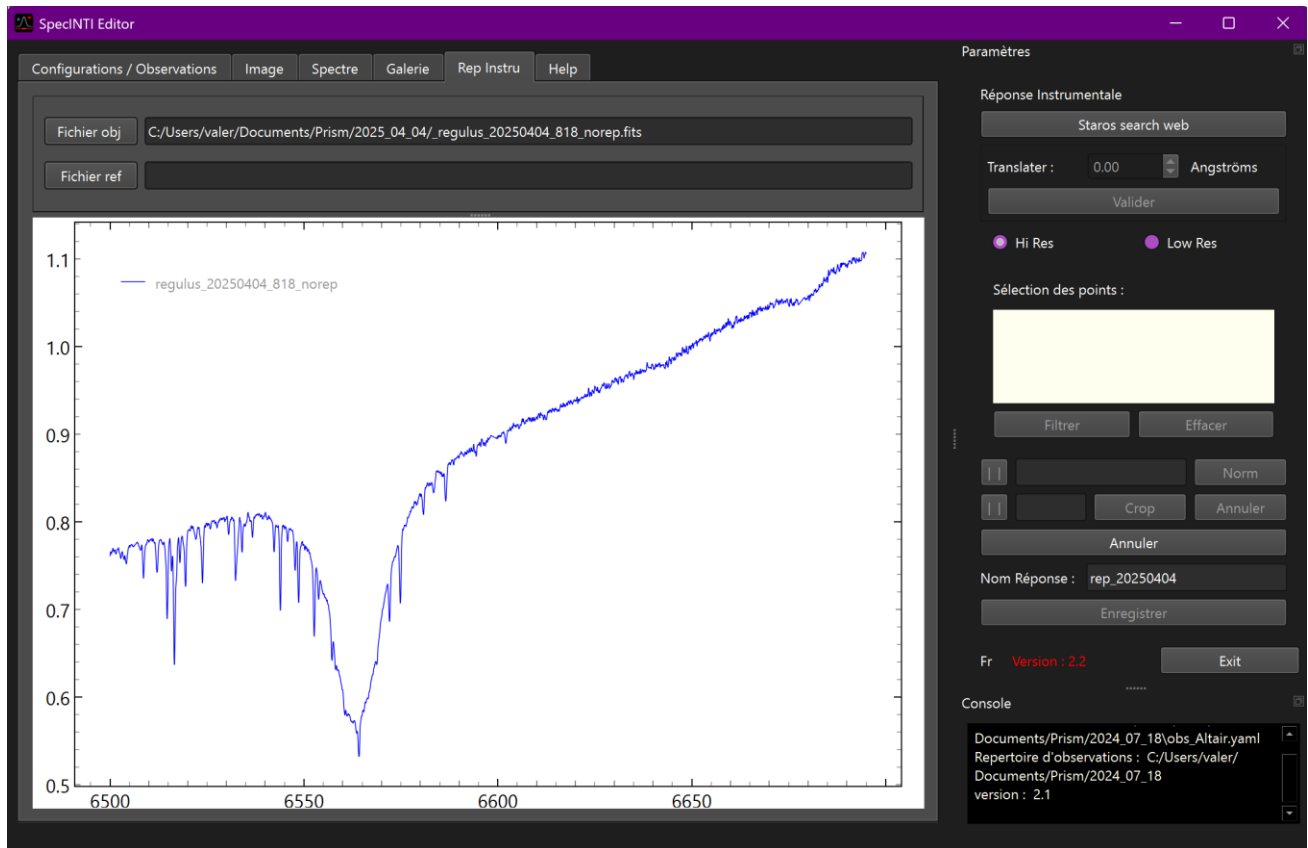 SpecINTI Editor
Configurations / Observations Image Spectre Galerie Rep Instru Help
Fichier obj C:/Users/valer/Documents/Prism/2025_04_04/_regulus_20250404_818_norep.fits
Fichier ref
1.1
1.0
0.9
0.8
0.7
0.6
0.5
regulus_20250404_818_norep
6500 6550 6600 6650
Paramètres
Réponse Instrumentale
Staros search web
Translater : 0.00 Angströms
Valider
Hi Res Low Res
Sélection des points :
Filtrer Effacer
[ ] Norm
[ ] Crop Annuler
Annuler
Nom Réponse : rep_20250404
Enregistrer
Fr Version : 2.2 Exit
Console
Documents/Prism/2024_07_18\obs_Altair.yaml
Repertoire d'observations : C:/Users/valer/
Documents/Prism/2024_07_18
version : 2.1